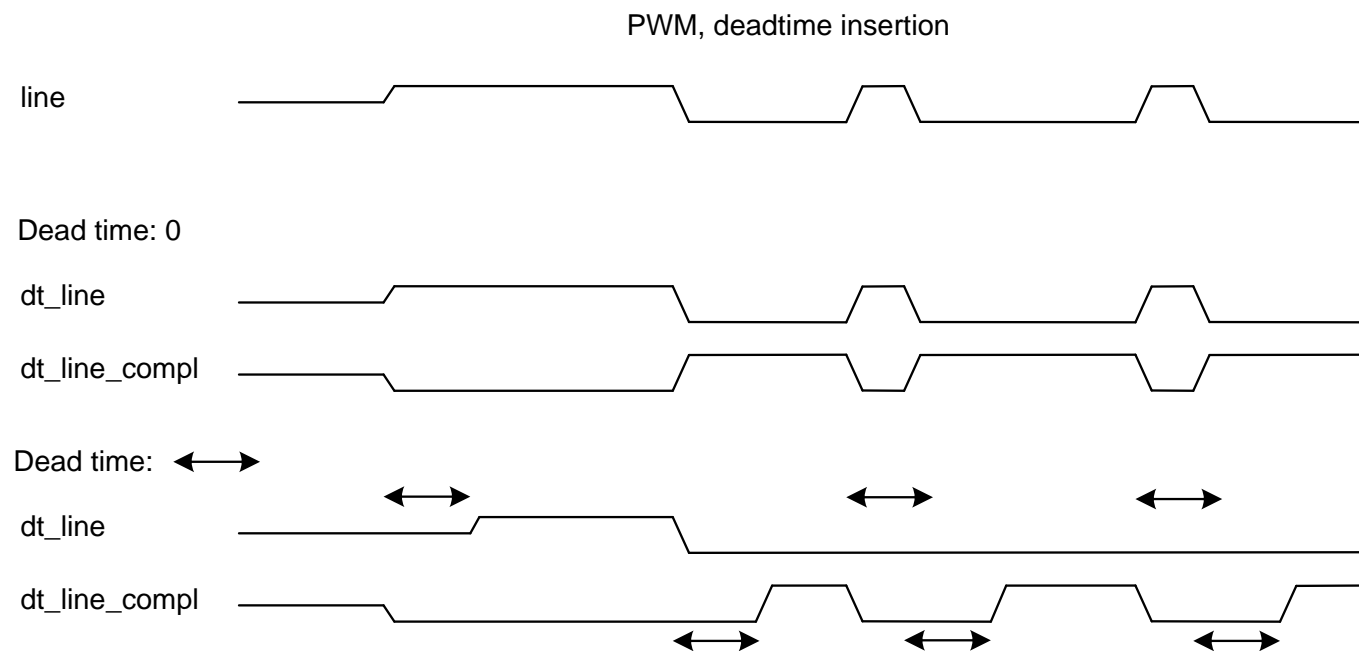 PWM, deadtime insertion
line
Dead time: 0
dt_line
dt_line_compl
Dead time:
dt_line
dt_line_compl